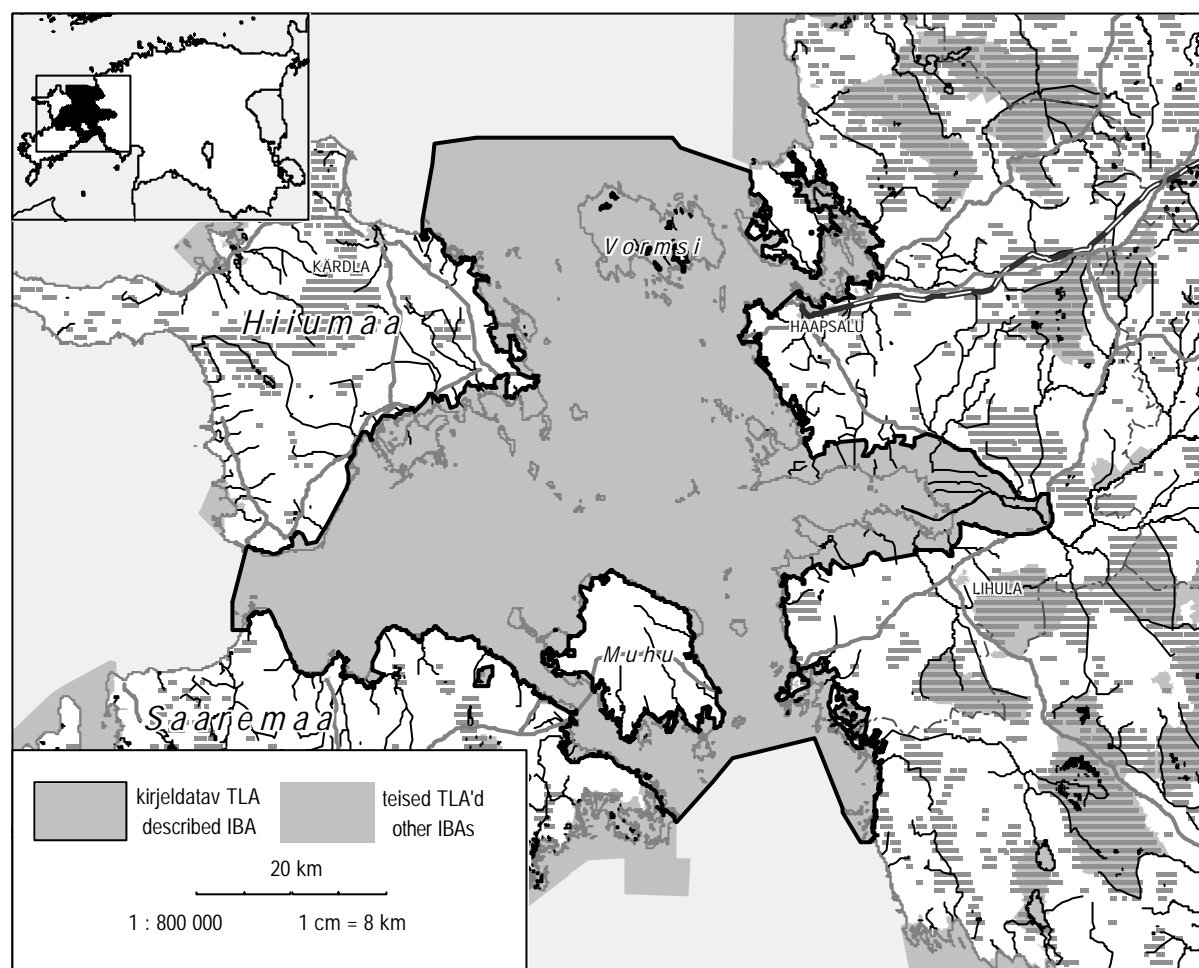 Vormsi
KÄRDLA
Hiiumaa
HAAPSALU
LIHULA
Muhu
Saaremaa
kirjeldatav TLA
described IBA
teised TLA'd
other IBAs
20 km
1 : 800 000
1 cm = 8 km